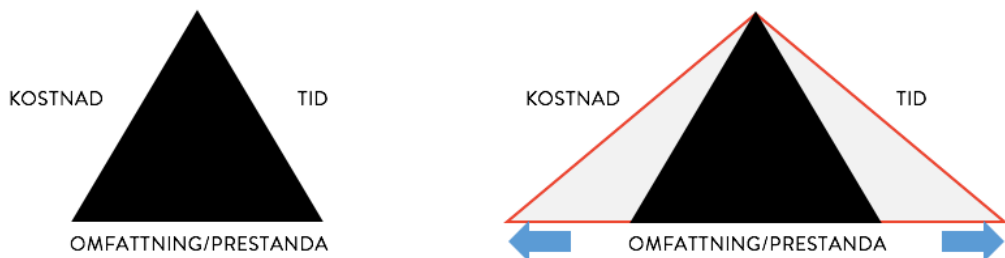 KOSTNAD
TID
OMFATTNING/PRESTANDA
KOSTNAD
TID
OMFATTNING/PRESTANDA